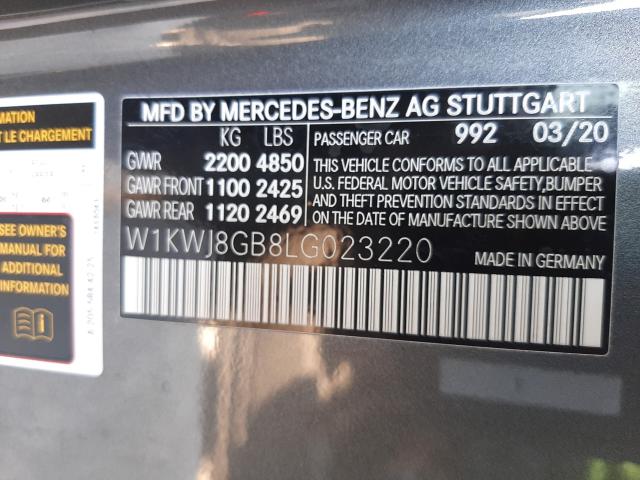 MATION
T LE CHARGEMENT
SEE OWNER'S
MANUAL FOR
ADDITIONAL
INFORMATION
MFD BY MERCEDES-BENZ AG STUTTGART
KG LBS PASSENGER CAR 992 03/20
GVWR 2200 4850
GAWR FRONT 1100 2425
GAWR REAR 1120 2469
THIS VEHICLE CONFORMS TO ALL APPLICABLE
U.S. FEDERAL MOTOR VEHICLE SAFETY,BUMPER
AND THEFT PREVENTION STANDARDS IN EFFECT
ON THE DATE OF MANUFACTURE SHOWN ABOVE
W1KWJ8GB8LG023220
MADE IN GERMANY